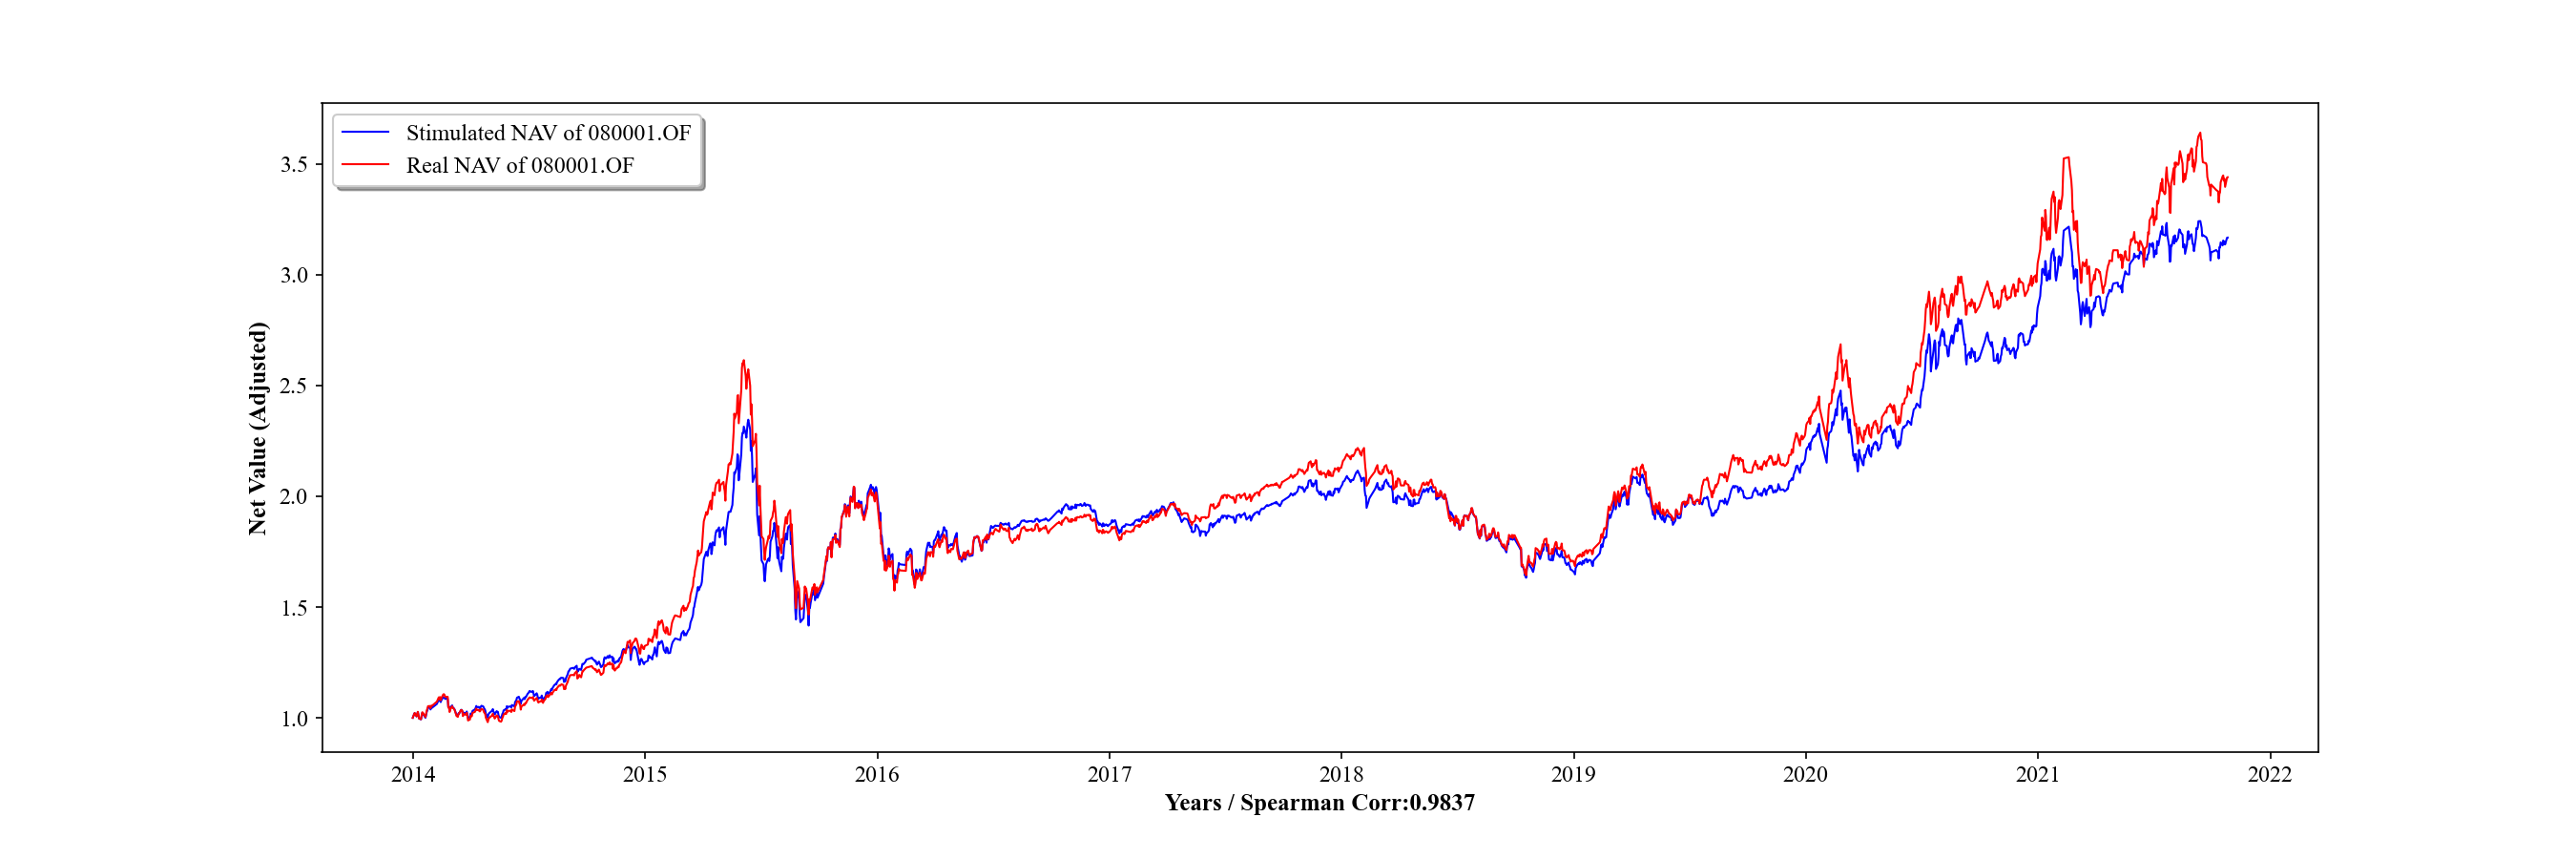 Stimulated NAV of 080001.OF
Real NAV of 080001.OF
Net Value (Adjusted)
3.5
3.0
2.5
2.0
1.5
1.0
2014 2015 2016 2017 2018 2019 2020 2021 2022
Years / Spearman Corr:0.9837